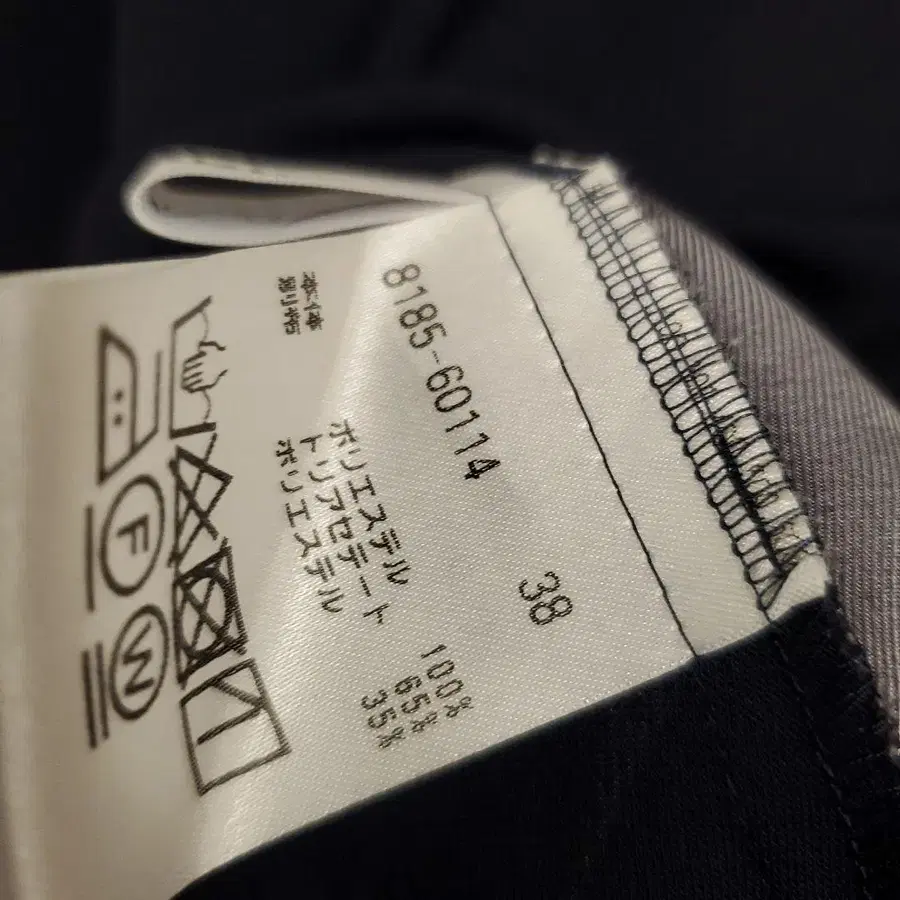 8185-60114 38
ポリエステル 100%
トリアセテート 65%
ポリエステル 35%
F
W